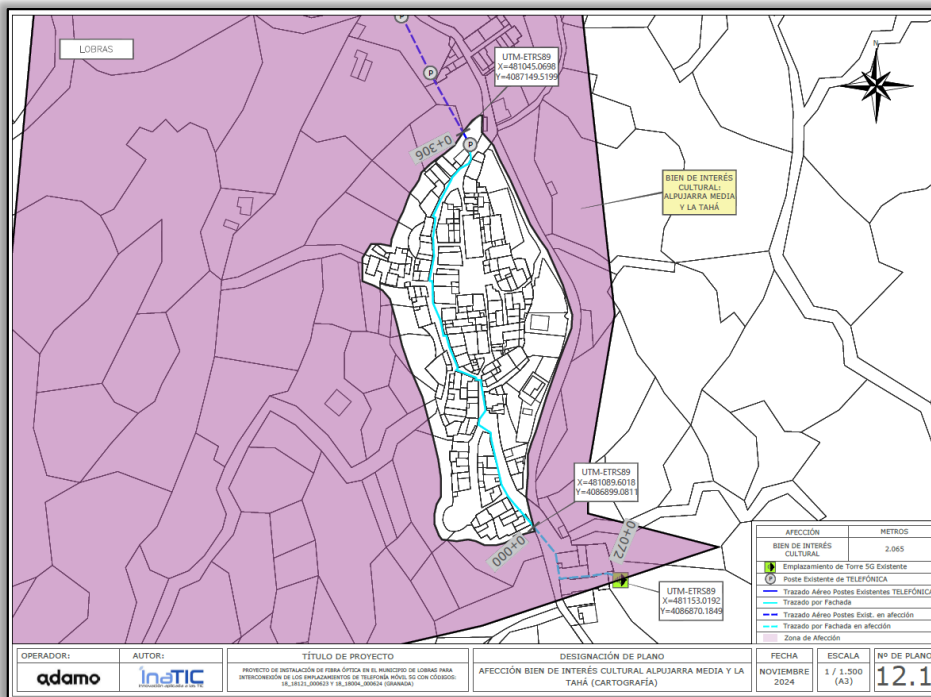 LOBRAS
P
P
P
UTM-ETRS89
X=481045.0698
Y=4087149.5199
N
0+306
BIEN DE INTERÉS
CULTURAL:
ALPUJARRA MEDIA
Y LA TAHÁ
UTM-ETRS89
X=481089.6018
Y=4086899.0811
0+000
0+072
UTM-ETRS89
X=481153.0192
Y=4086870.1849
AFECCIÓN METROS
BIEN DE INTERÉS
CULTURAL 2.065
Emplazamiento de Torre 5G Existente
P Poste Existente de TELEFÓNICA
Trazado Aéreo Postes Existentes TELEFÓNICA
Trazado por Fachada
Trazado Aéreo Postes Exist. en afección
Trazado por Fachada en afección
Zona de Afección
OPERADOR:
adamo
AUTOR:
inaTIC
TÍTULO DE PROYECTO
PROYECTO DE INSTALACIÓN DE FIBRA ÓPTICA EN EL MUNICIPIO DE LOBRAS PARA
INTERCONEXIÓN DE LOS EMPLAZAMIENTOS DE TELEFONÍA MÓVIL 5G CON CÓDIGOS:
18_18121_000623 Y 18_18004_000624 (GRANADA)
DESIGNACIÓN DE PLANO
AFECCIÓN BIEN DE INTERÉS CULTURAL ALPUJARRA MEDIA Y LA
TAHÁ (CARTOGRAFÍA)
FECHA
NOVIEMBRE
2024
ESCALA
1 / 1.500
(A3)
Nº DE PLANO
12.1